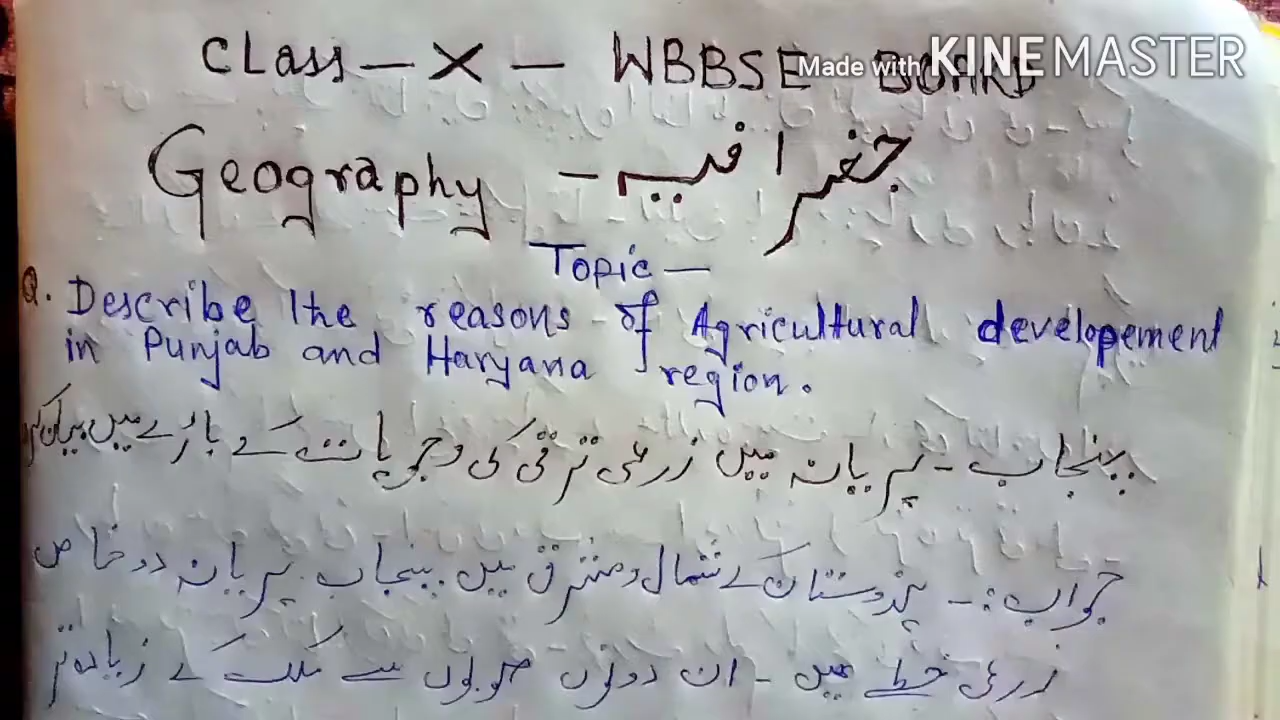 Class - X - WBBSE BOARD
Made with KINEMASTER
Geography - جغرافیہ
Topic -
Q. Describe the reasons of Agricultural developement
in Punjab and Haryana region.
پنجاب - ہریانہ میں زرعی ترقی کی وجوہات کے بارے میں بیان
جواب :- ہندوستان کے شمال و مشرق میں پنجاب ہریانہ دو خاص
زرعی خطے ہیں - ان دونوں صوبوں سے ملک کے زیادہ تر